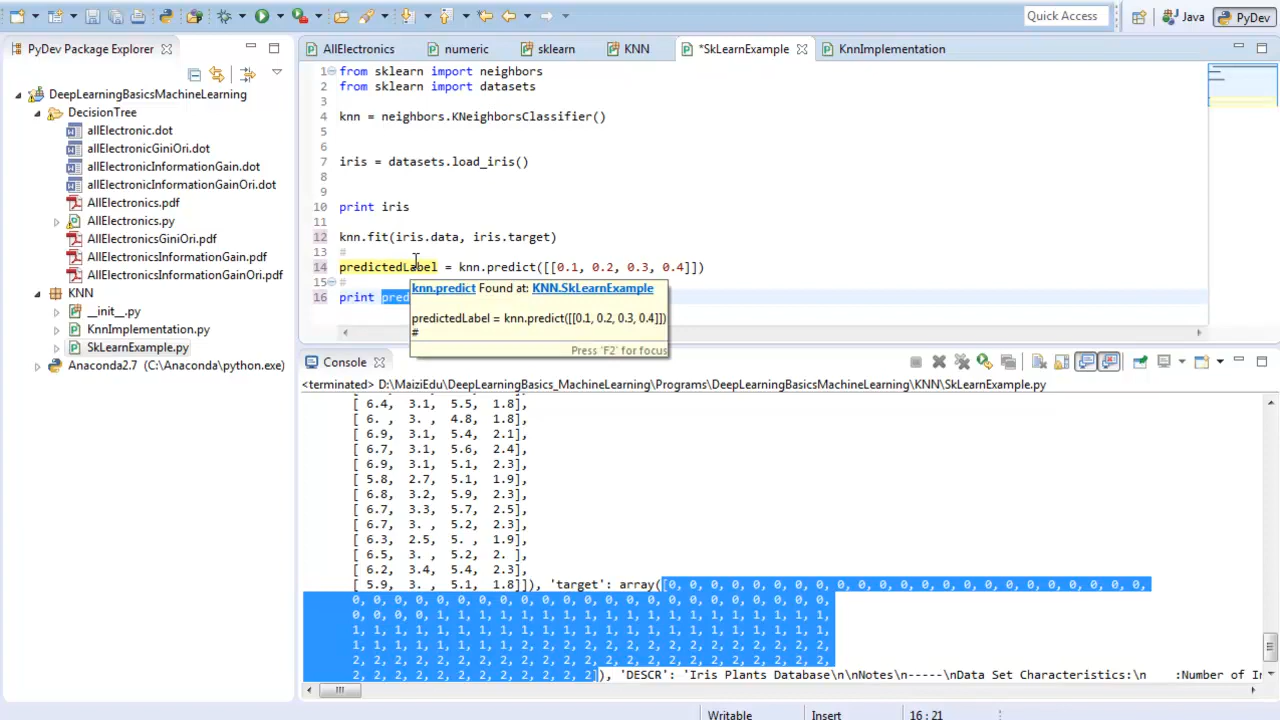 Quick Access
Java
PyDev
PyDev Package Explorer
DeepLearningBasicsMachineLearning
DecisionTree
allElectronic.dot
allElectronicGiniOri.dot
allElectronicInformationGain.dot
allElectronicInformationGainOri.dot
AllElectronics.pdf
AllElectronics.py
AllElectronicsGiniOri.pdf
AllElectronicInformationGain.pdf
AllElectronicInformationGainOri.pdf
KNN
__init__.py
KnnImplementation.py
SkLearnExample.py
Anaconda2.7 (C:\Anaconda\python.exe)
AllElectronics
numeric
sklearn
KNN
*SkLearnExample
KnnImplementation
1 from sklearn import neighbors
2 from sklearn import datasets
3
4 knn = neighbors.KNeighborsClassifier()
5
6
7 iris = datasets.load_iris()
8
9
10 print iris
11
12 knn.fit(iris.data, iris.target)
13 #
14 predictedLabel = knn.predict([[0.1, 0.2, 0.3, 0.4]])
15 #
16 print pred
knn.predict Found at: KNN.SkLearnExample
predictedLabel = knn.predict([[0.1, 0.2, 0.3, 0.4]])
#
Press 'F2' for focus
Console
<terminated> D:\MaiziEdu\DeepLearningBasics_MachineLearning\Programs\DeepLearningBasicsMachineLearning\KNN\SkLearnExample.py
[ 6.4, 3.1, 5.5, 1.8],
[ 6. , 3. , 4.8, 1.8],
[ 6.9, 3.1, 5.4, 2.1],
[ 6.7, 3.1, 5.6, 2.4],
[ 6.9, 3.1, 5.1, 2.3],
[ 5.8, 2.7, 5.1, 1.9],
[ 6.8, 3.2, 5.9, 2.3],
[ 6.7, 3.3, 5.7, 2.5],
[ 6.7, 3. , 5.2, 2.3],
[ 6.3, 2.5, 5. , 1.9],
[ 6.5, 3. , 5.2, 2. ],
[ 6.2, 3.4, 5.4, 2.3],
[ 5.9, 3. , 5.1, 1.8]]), 'target': array([0, 0, 0, 0, 0, 0, 0, 0, 0, 0, 0, 0, 0, 0, 0, 0, 0, 0, 0, 0, 0, 0, 0,
0, 0, 0, 0, 0, 0, 0, 0, 0, 0, 0, 0, 0, 0, 0, 0, 0, 0, 0, 0, 0, 0, 0,
0, 0, 0, 0, 1, 1, 1, 1, 1, 1, 1, 1, 1, 1, 1, 1, 1, 1, 1, 1, 1, 1, 1,
1, 1, 1, 1, 1, 1, 1, 1, 1, 1, 1, 1, 1, 1, 1, 1, 1, 1, 1, 1, 1, 1, 1,
1, 1, 1, 1, 1, 1, 1, 1, 2, 2, 2, 2, 2, 2, 2, 2, 2, 2, 2, 2, 2, 2, 2,
2, 2, 2, 2, 2, 2, 2, 2, 2, 2, 2, 2, 2, 2, 2, 2, 2, 2, 2, 2, 2, 2, 2,
2, 2, 2, 2, 2, 2, 2, 2, 2, 2, 2, 2]), 'DESCR': 'Iris Plants Database\n\nNotes\n-----\nData Set Characteristics:\n :Number of In
Writable
Insert
16 : 21